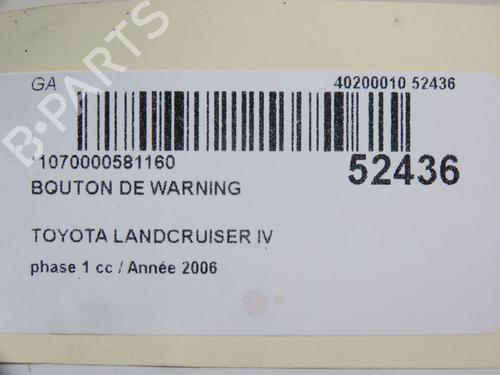 GA
40200010 52436
*1070000581160
52436
BOUTON DE WARNING
TOYOTA LANDCRUISER IV
phase 1 cc / Année 2006
B-PARTS